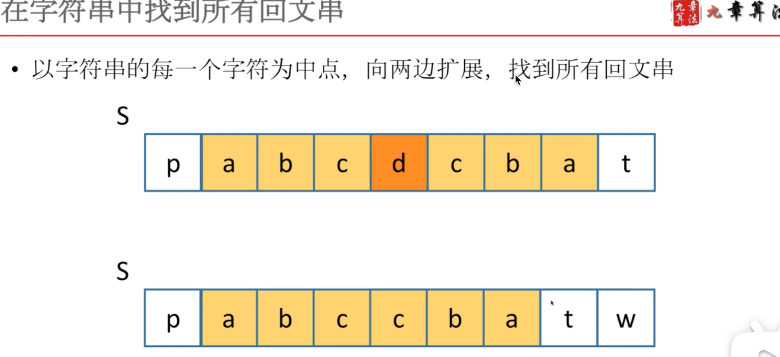 在字符串中找到所有回文串
九章算法
九章算法
• 以字符串的每一个字符为中点，向两边扩展，找到所有回文串
S
p a b c d c b a t
S
p a b c c b a t w